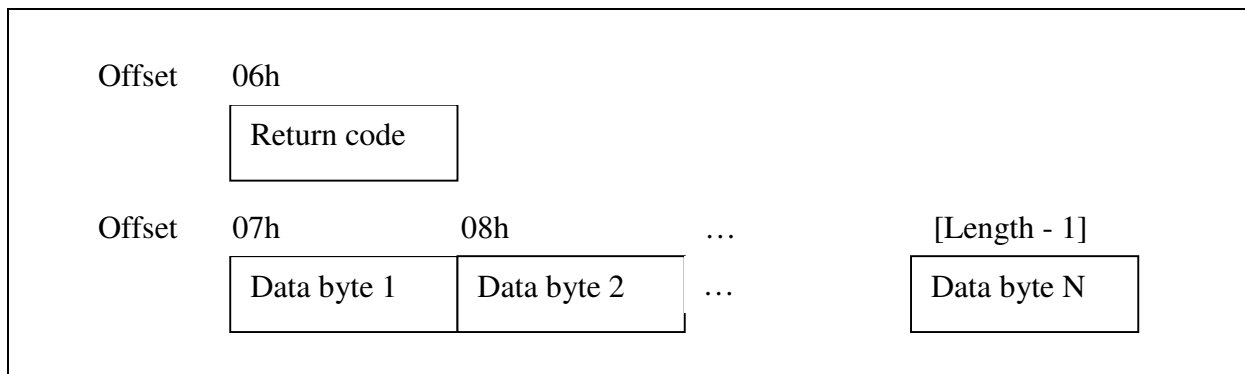 Offset 06h
Return code
Offset 07h 08h … [Length - 1]
Data byte 1 Data byte 2 … Data byte N